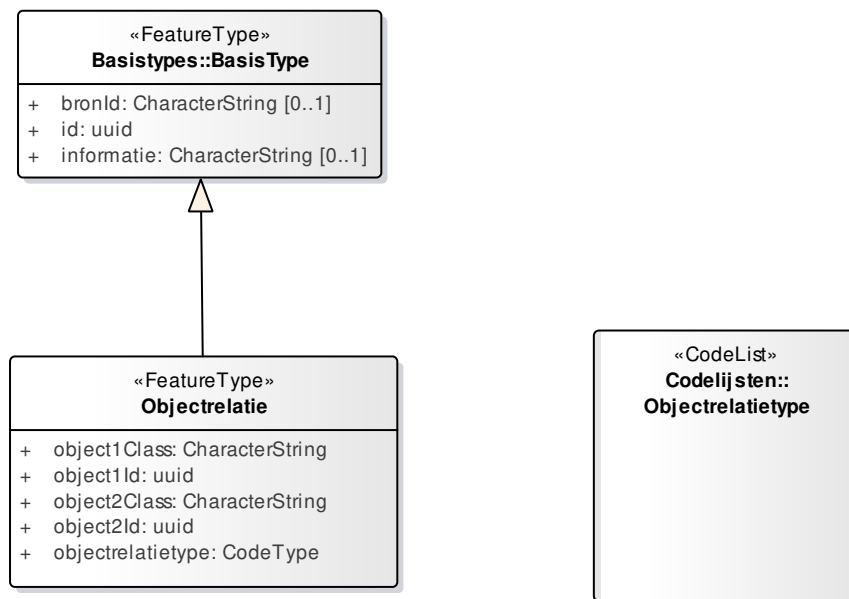 «FeatureType»
Basistypes::BasisType
+ bronId: CharacterString [0..1]
+ id: uuid
+ informatie: CharacterString [0..1]
«FeatureType»
Objectrelatie
+ object1Class: CharacterString
+ object1Id: uuid
+ object2Class: CharacterString
+ object2Id: uuid
+ objectrelatietype: CodeType
«CodeList»
Codelijsten::
Objectrelatietype